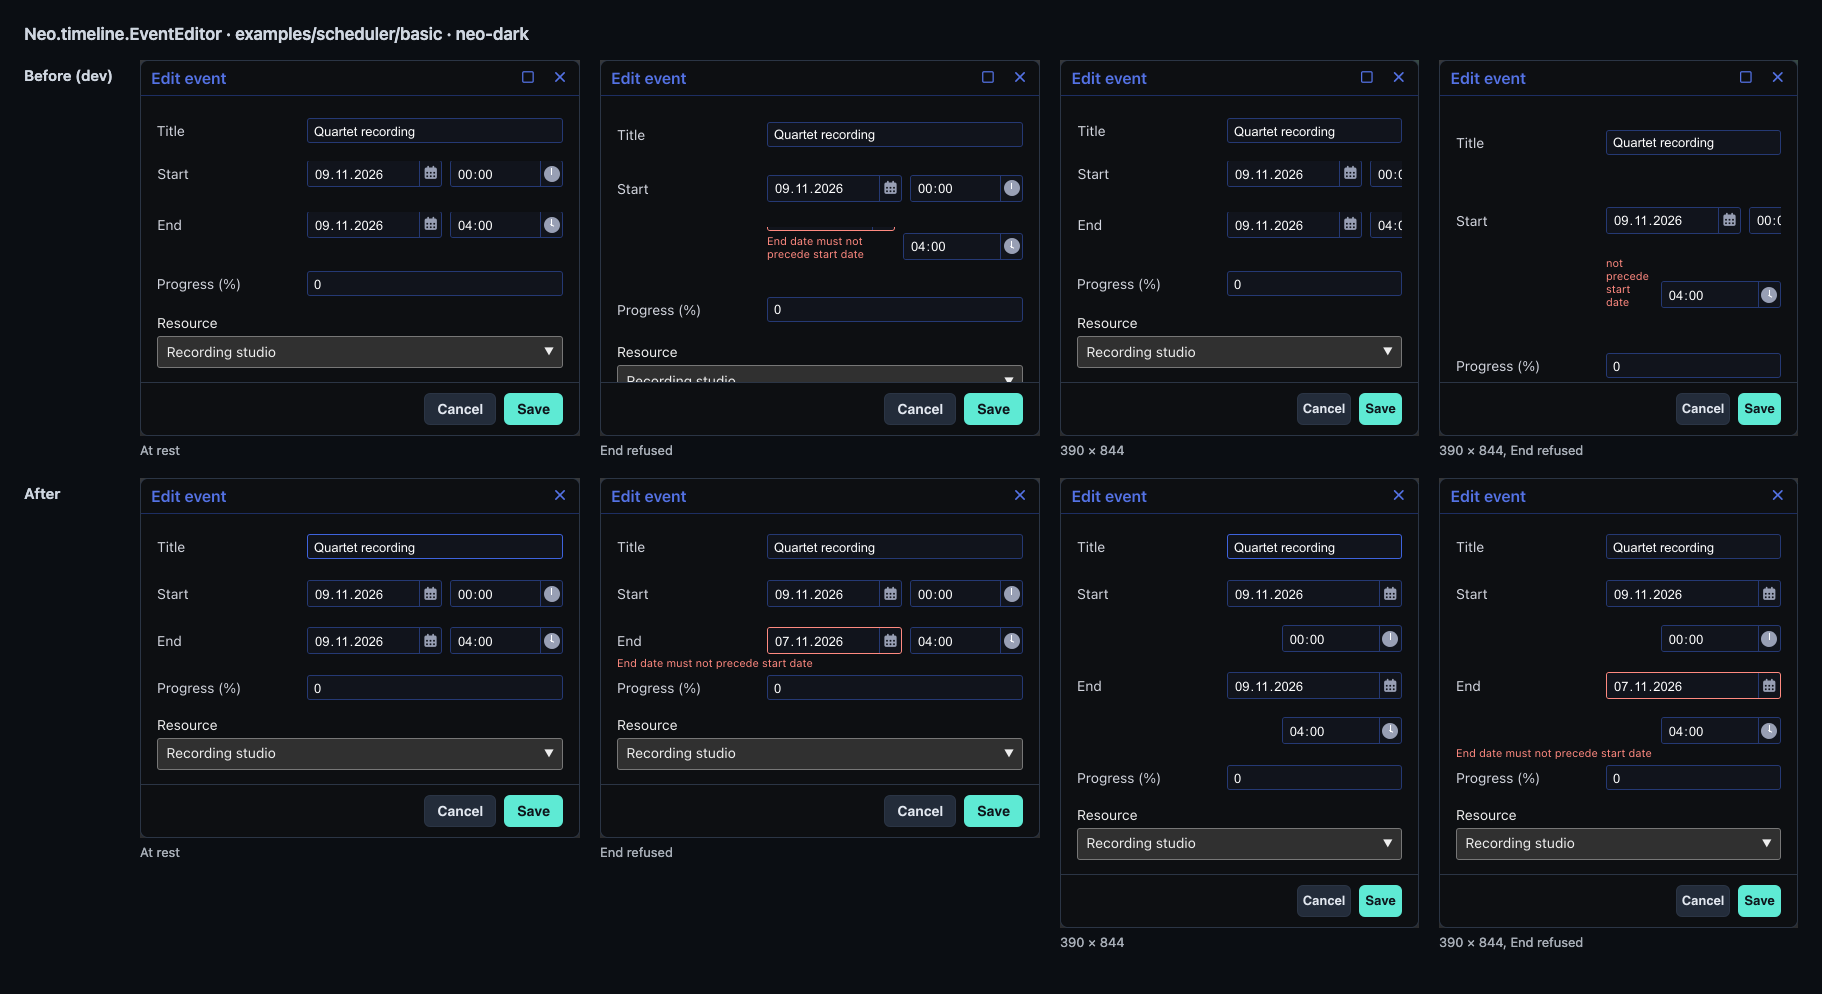 Neo.timeline.EventEditor · examples/scheduler/basic · neo-dark
Before (dev)
Edit event
Title
Quartet recording
Start
09.11.2026
00:00
End
09.11.2026
04:00
Progress (%)
0
Resource
Recording studio
Cancel
Save
At rest
Edit event
Title
Quartet recording
Start
09.11.2026
00:00
End date must not
precede start date
04:00
Progress (%)
0
Resource
Recording studio
Cancel
Save
End refused
Edit event
Title
Quartet recording
Start
09.11.2026
00:0
End
09.11.2026
04:0
Progress (%)
0
Resource
Recording studio
Cancel
Save
390 × 844
Edit event
Title
Quartet recording
Start
09.11.2026
00:0
not
precede
start
date
04:00
Progress (%)
0
Cancel
Save
390 × 844, End refused
After
Edit event
Title
Quartet recording
Start
09.11.2026
00:00
End
09.11.2026
04:00
Progress (%)
0
Resource
Recording studio
Cancel
Save
At rest
Edit event
Title
Quartet recording
Start
09.11.2026
00:00
End
07.11.2026
04:00
End date must not precede start date
Progress (%)
0
Resource
Recording studio
Cancel
Save
End refused
Edit event
Title
Quartet recording
Start
09.11.2026
00:00
End
09.11.2026
04:00
Progress (%)
0
Resource
Recording studio
Cancel
Save
390 × 844
Edit event
Title
Quartet recording
Start
09.11.2026
00:00
End
07.11.2026
04:00
End date must not precede start date
Progress (%)
0
Resource
Recording studio
Cancel
Save
390 × 844, End refused